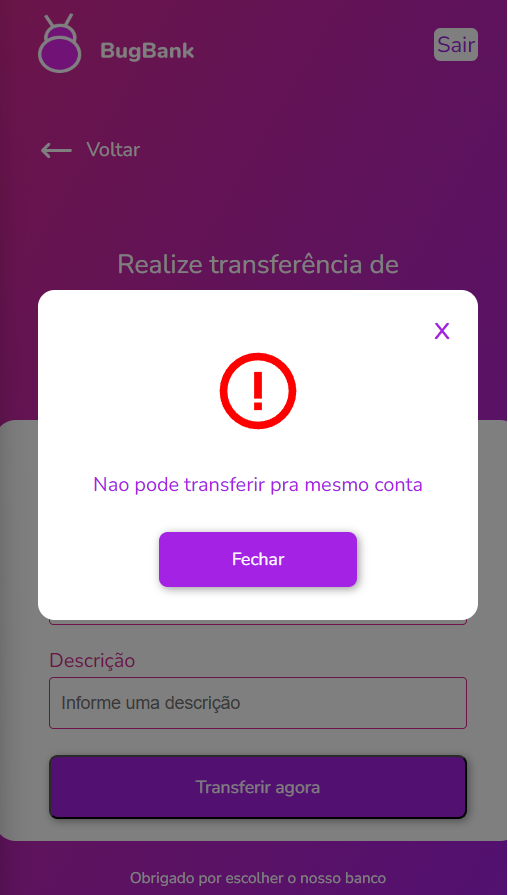 BugBank
Sair
Voltar
Realize transferência de
X
Nao pode transferir pra mesmo conta
Fechar
Descrição
Informe uma descrição
Transferir agora
Obrigado por escolher o nosso banco